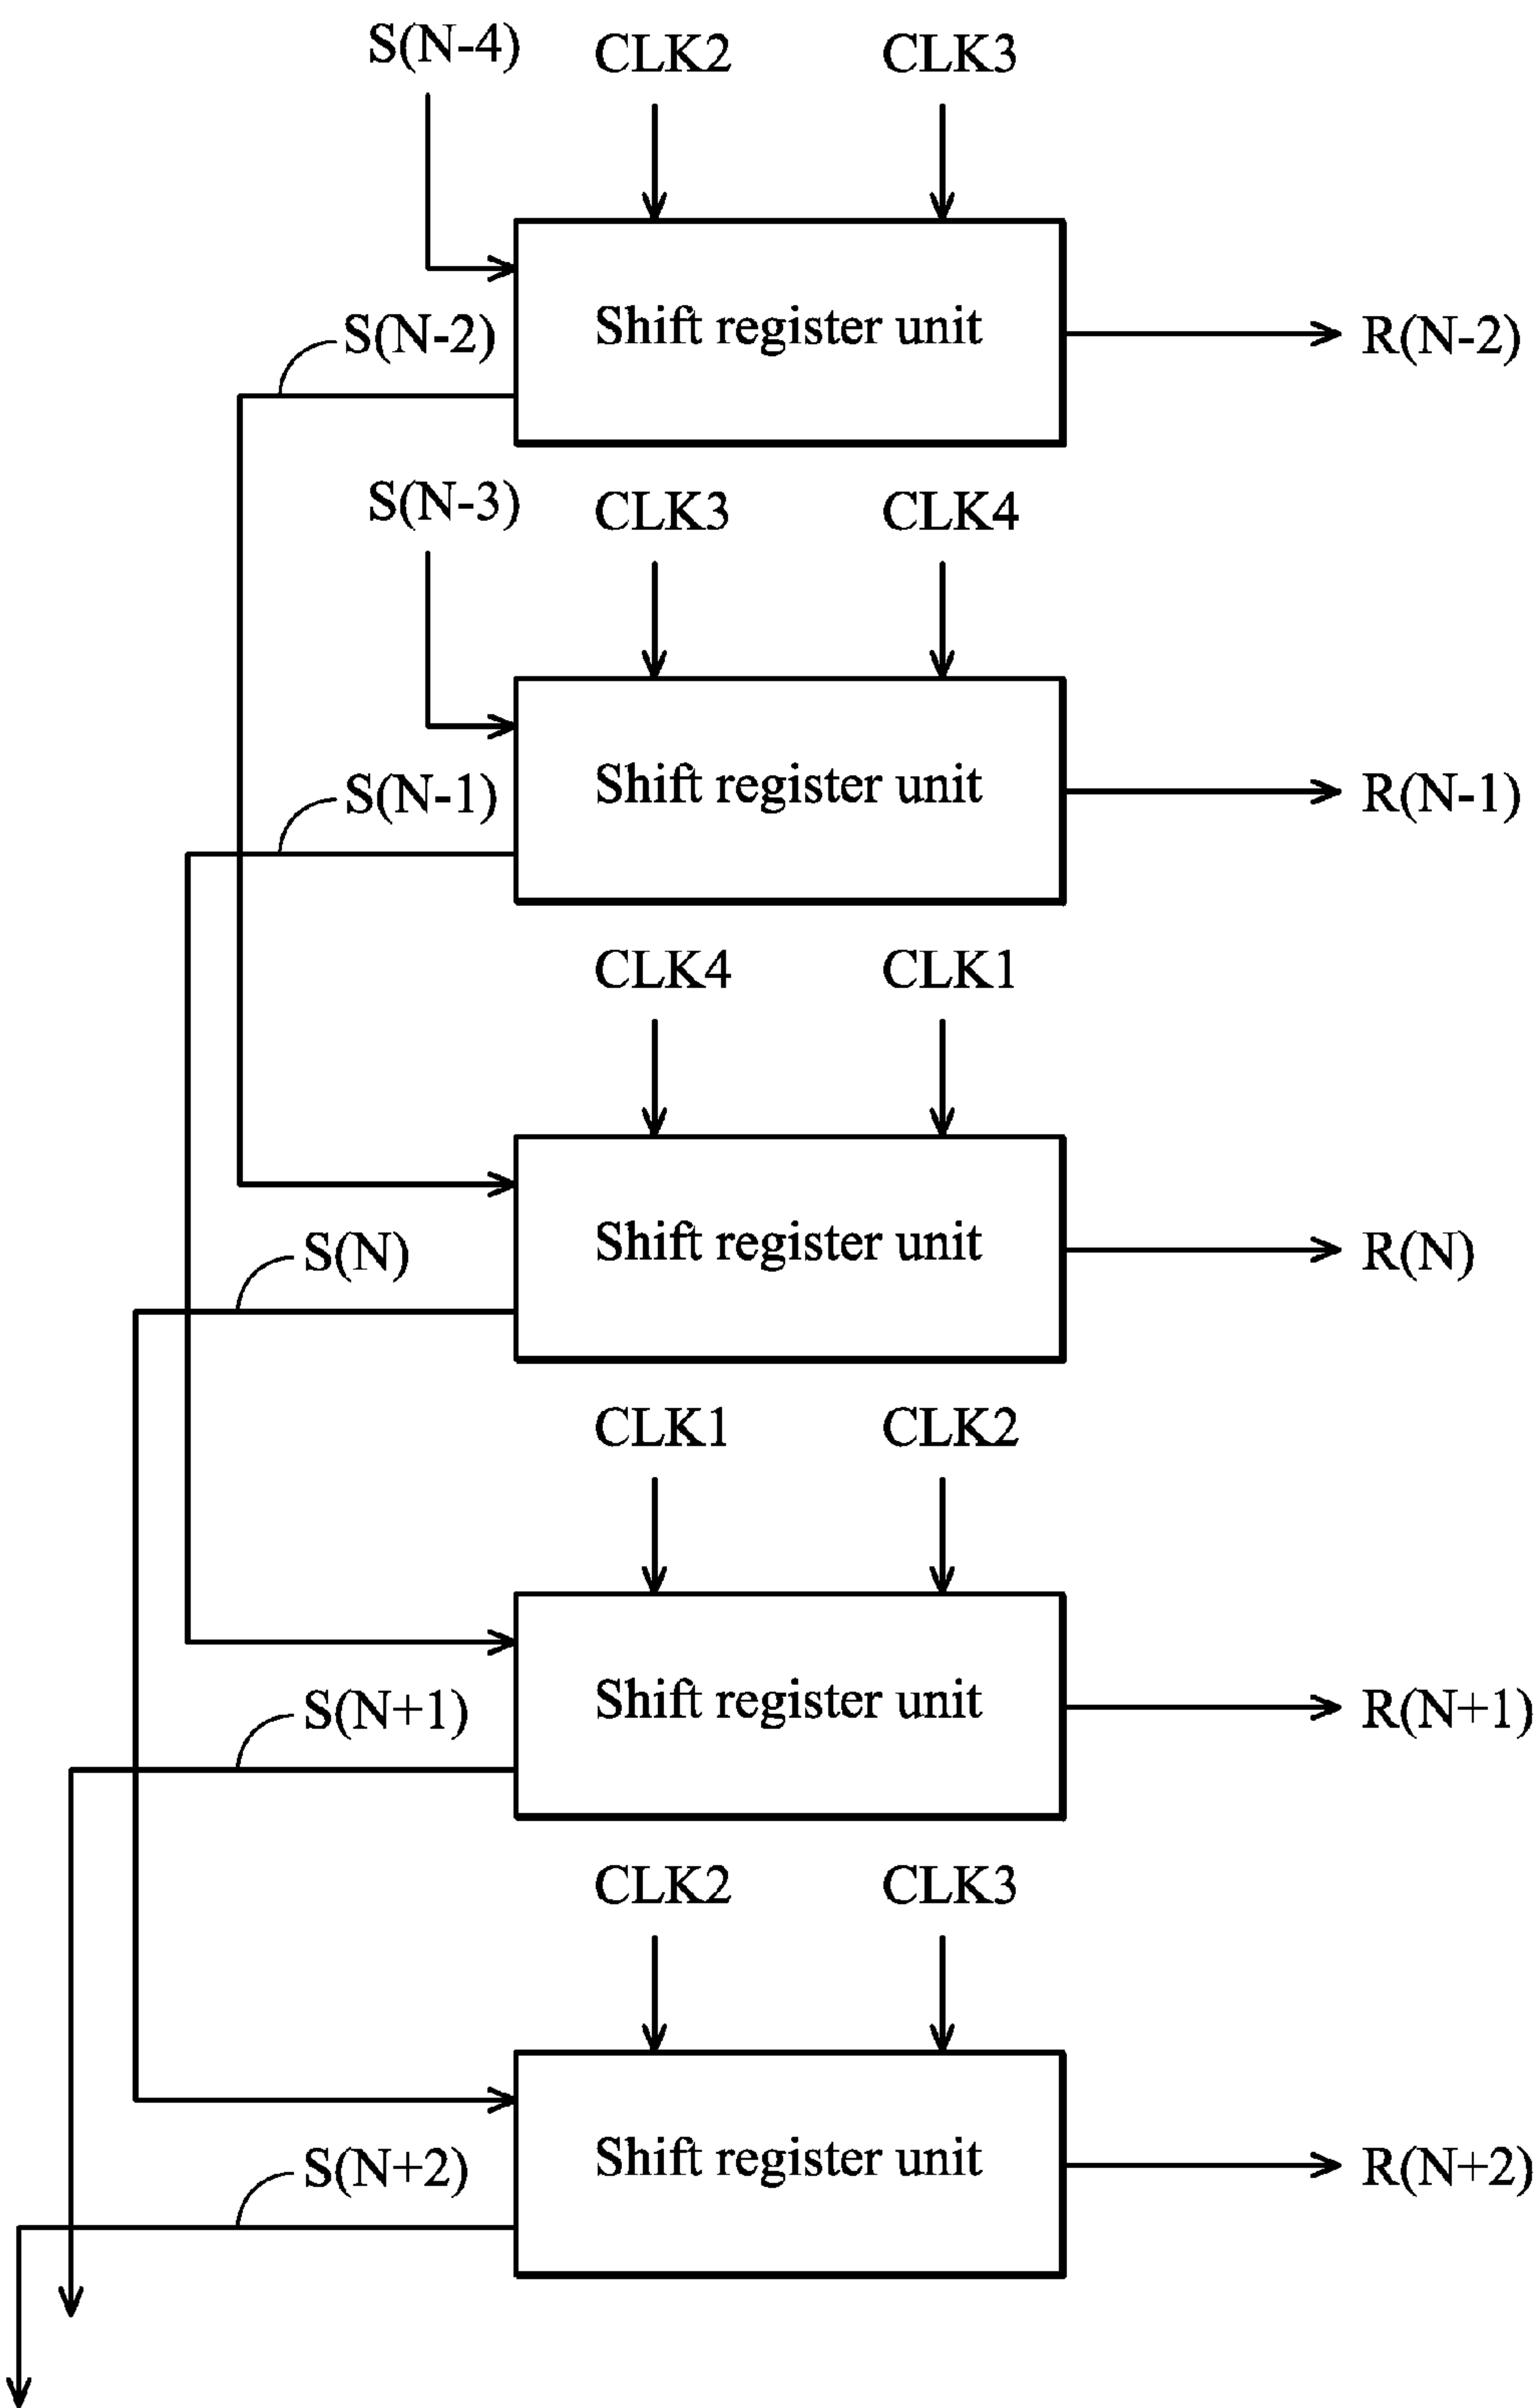 S(N-4) CLK2 CLK3
Shift register unit
S(N-2)
R(N-2)
S(N-3) CLK3 CLK4
Shift register unit
S(N-1)
R(N-1)
CLK4 CLK1
Shift register unit
S(N)
R(N)
CLK1 CLK2
Shift register unit
S(N+1)
R(N+1)
CLK2 CLK3
Shift register unit
S(N+2)
R(N+2)